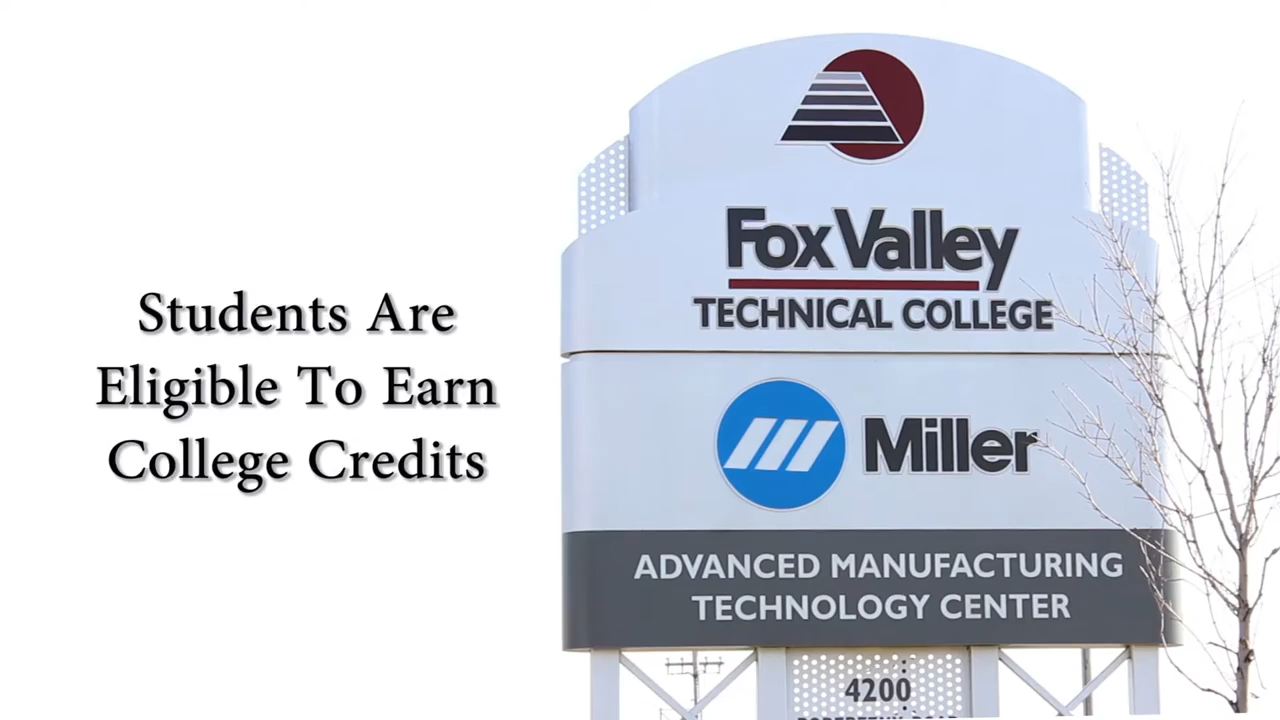 Students Are
Eligible To Earn
College Credits
Fox Valley
TECHNICAL COLLEGE
Miller
ADVANCED MANUFACTURING
TECHNOLOGY CENTER
4200